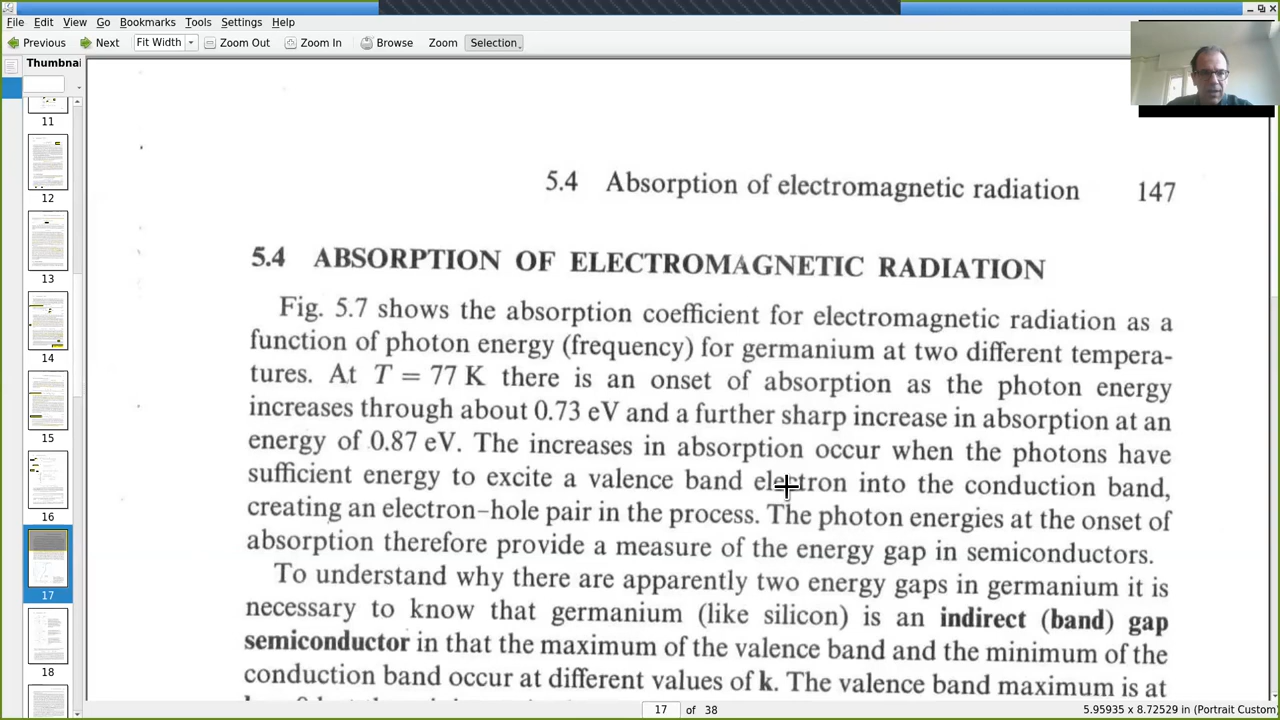 File Edit View Go Bookmarks Tools Settings Help
Previous Next Fit Width Zoom Out Zoom In Browse Zoom Selection
Thumbnai
11
12
13
14
15
16
17
18
5.4 Absorption of electromagnetic radiation 147
5.4 ABSORPTION OF ELECTROMAGNETIC RADIATION
Fig. 5.7 shows the absorption coefficient for electromagnetic radiation as a
function of photon energy (frequency) for germanium at two different tempera-
tures. At T = 77 K there is an onset of absorption as the photon energy
increases through about 0.73 eV and a further sharp increase in absorption at an
energy of 0.87 eV. The increases in absorption occur when the photons have
sufficient energy to excite a valence band electron into the conduction band,
creating an electron–hole pair in the process. The photon energies at the onset of
absorption therefore provide a measure of the energy gap in semiconductors.
To understand why there are apparently two energy gaps in germanium it is
necessary to know that germanium (like silicon) is an indirect (band) gap
semiconductor in that the maximum of the valence band and the minimum of the
conduction band occur at different values of k. The valence band maximum is at
17 of 38
5.95935 x 8.72529 in (Portrait Custom)